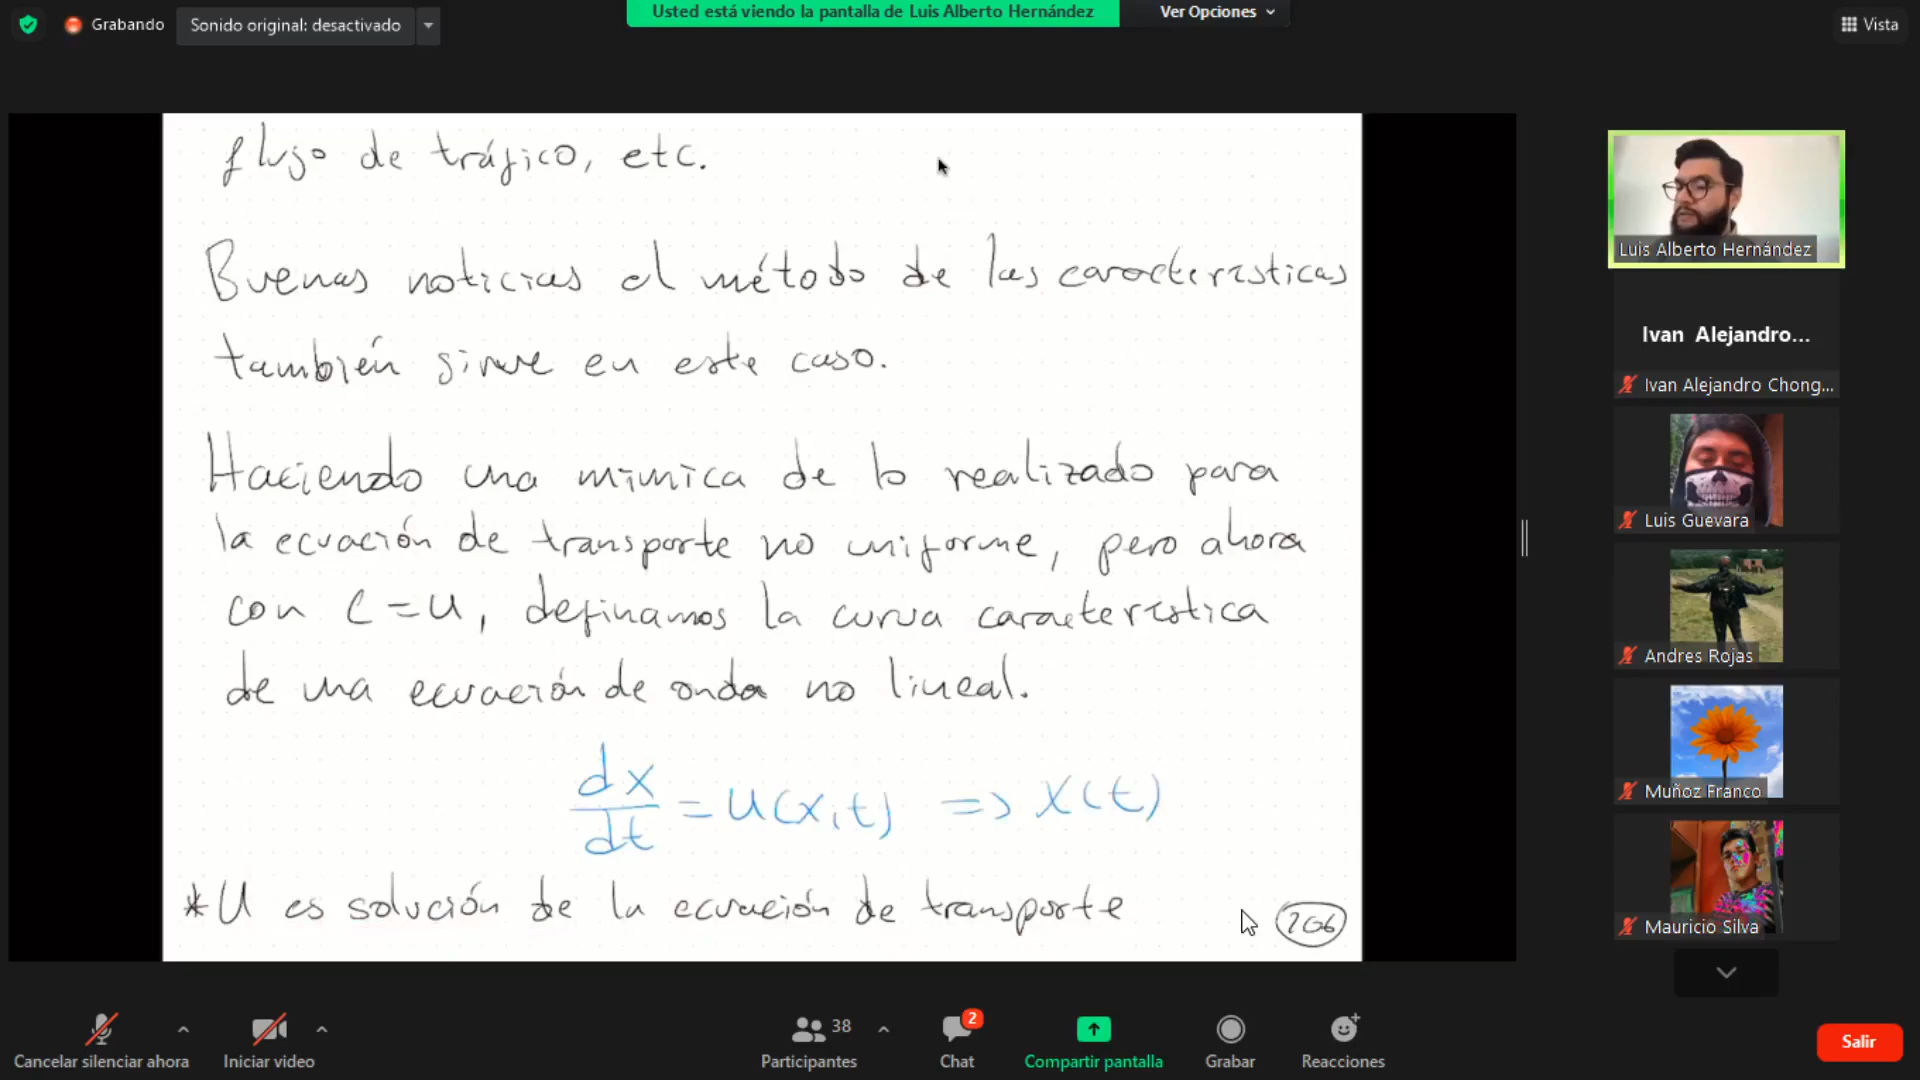 Grabando
Sonido original: desactivado
Usted está viendo la pantalla de Luis Alberto Hernández
Ver Opciones
Vista
flujo de tráfico, etc.
Buenas noticias el método de las características
también sirve en este caso.
Haciendo una mimica de lo realizado para
la ecuación de transporte no uniforme, pero ahora
con C = u, definamos la curva característica
de una ecuación de onda no lineal.
dx/dt = u(x,t) => x(t)
*U es solución de la ecuación de transporte
206
Luis Alberto Hernández
Ivan Alejandro...
Ivan Alejandro Chong...
Luis Guevara
Andres Rojas
Muñoz Franco
Mauricio Silva
Cancelar silenciar ahora
Iniciar video
38
Participantes
2
Chat
Compartir pantalla
Grabar
Reacciones
Salir